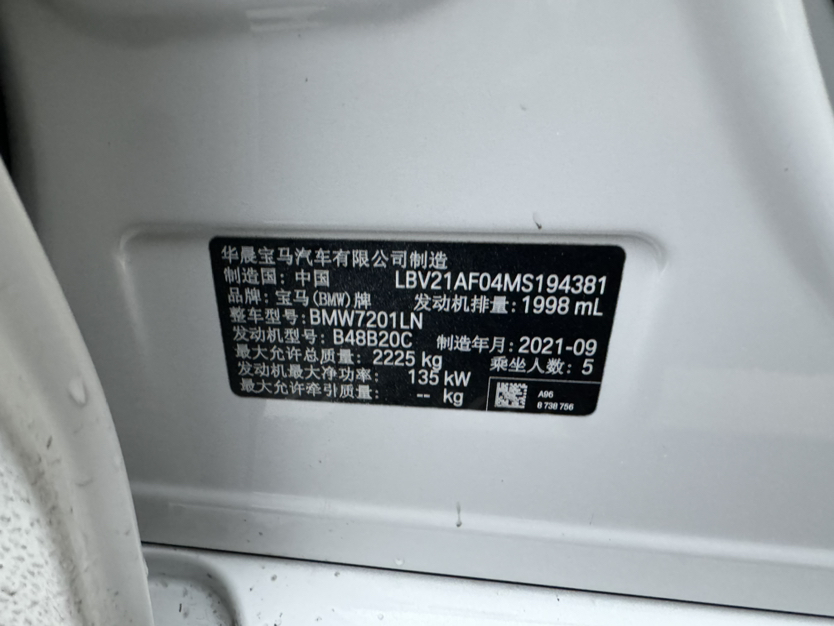 华晨宝马汽车有限公司制造
制造国: 中国 LBV21AF04MS194381
品牌: 宝马(BMW)牌 发动机排量: 1998 mL
整车型号: BMW7201LN
发动机型号: B48B20C 制造年月: 2021-09
最大允许总质量: 2225 kg 乘坐人数: 5
发动机最大净功率: 135 kW
最大允许牵引质量: -- kg
A96
8 738 756